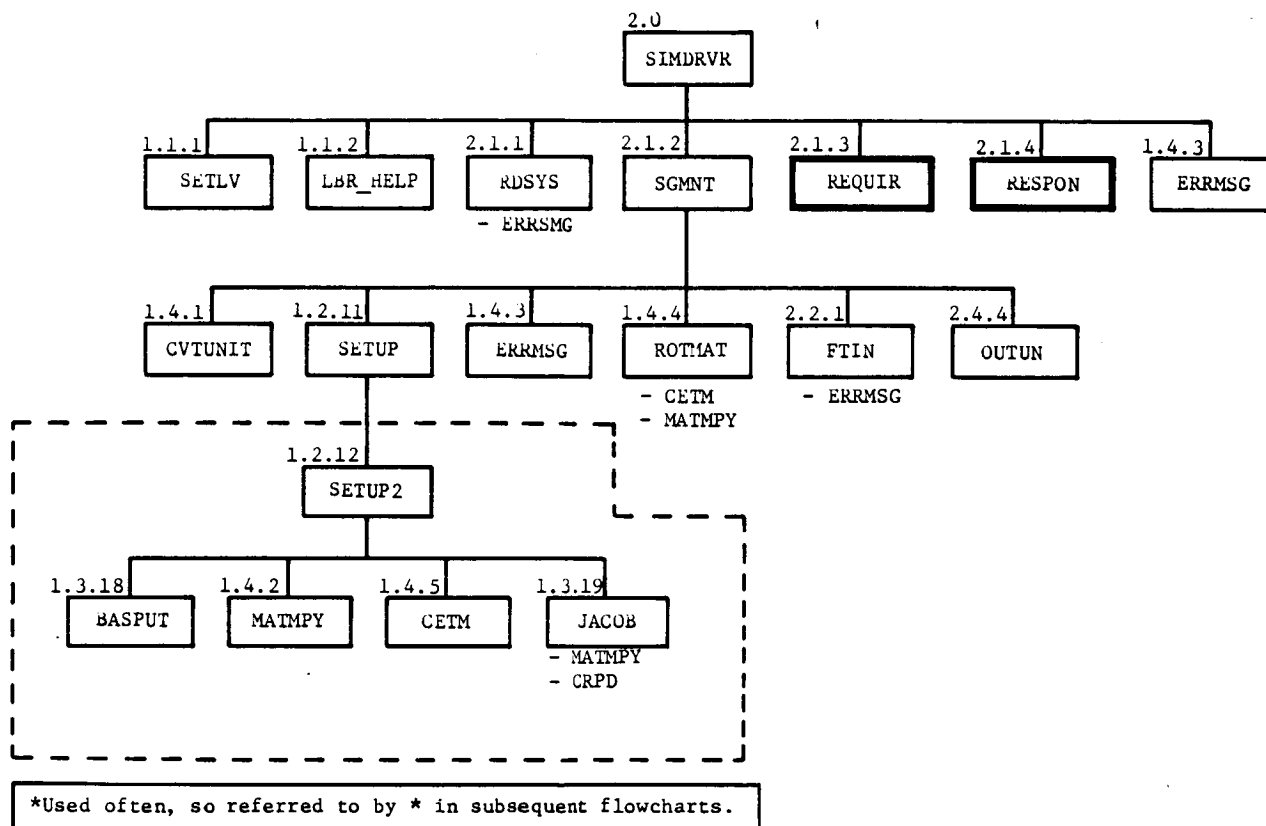 2.0
SIMDRVR
1.1.1 1.1.2 2.1.1 2.1.2 2.1.3 2.1.4 1.4.3
SETLV LBR_HELP RDSYS SGMNT REQUIR RESPON ERRMSG
- ERRSMG
1.4.1 1.2.11 1.4.3 1.4.4 2.2.1 2.4.4
CVTUNIT SETUP ERRMSG ROTMAT FTIN OUTUN
- CETM - ERRMSG
- MATMPY
1.2.12
SETUP2
1.3.18 1.4.2 1.4.5 1.3.19
BASPUT MATMPY CETM JACOB
- MATMPY
- CRPD
*Used often, so referred to by * in subsequent flowcharts.